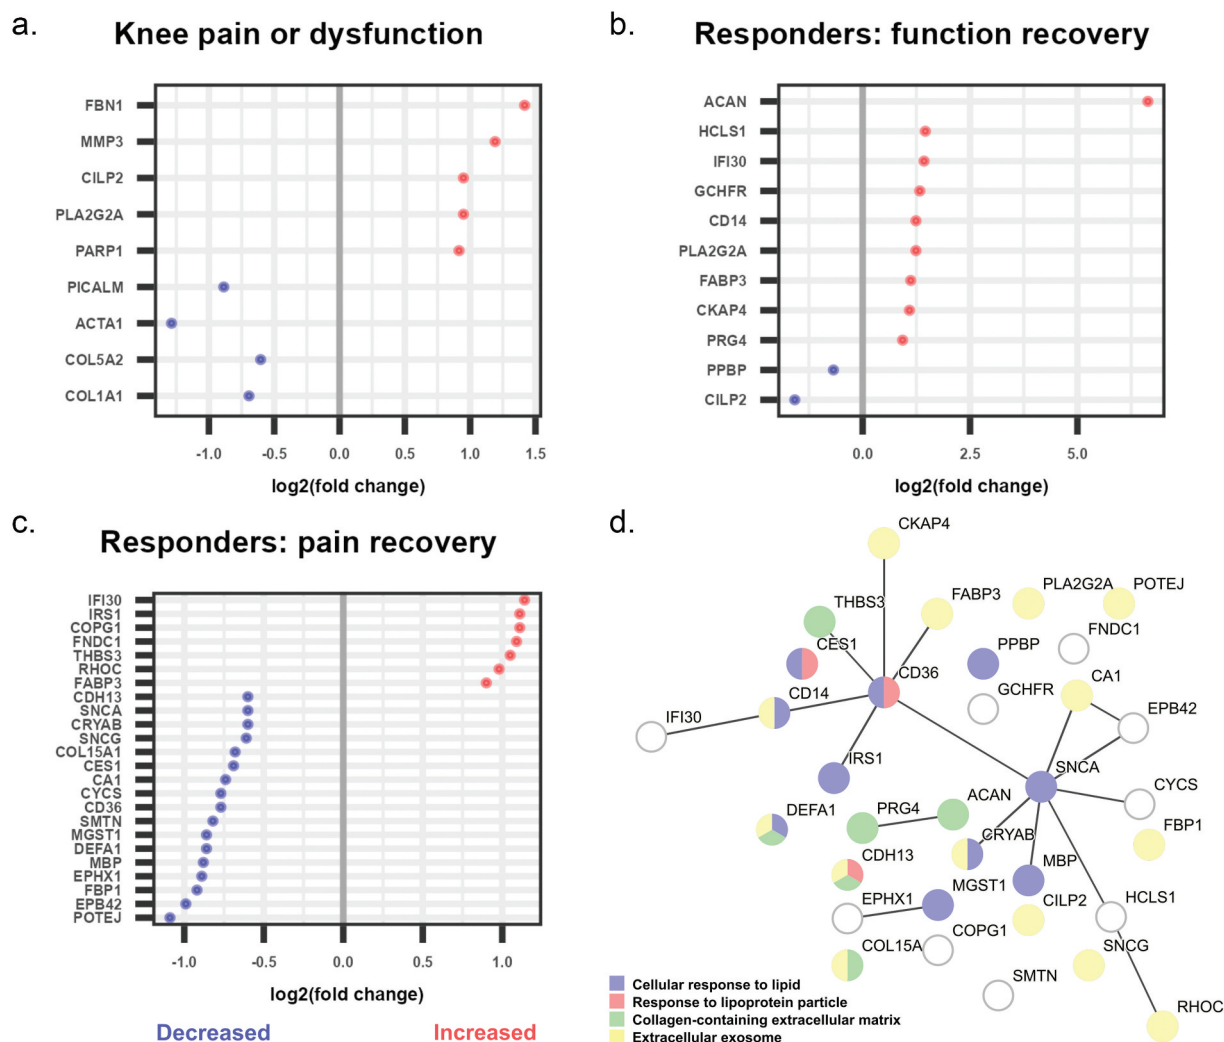 a.
Knee pain or dysfunction
FBN1
MMP3
CILP2
PLA2G2A
PARP1
PICALM
ACTA1
COL5A2
COL1A1
-1.0 -0.5 0.0 0.5 1.0 1.5
log2(fold change)
b.
Responders: function recovery
ACAN
HCLS1
IFI30
GCHFR
CD14
PLA2G2A
FABP3
CKAP4
PRG4
PPBP
CILP2
0.0 2.5 5.0
log2(fold change)
c.
Responders: pain recovery
IFI30
IRS1
COPG1
FNDC1
THBS3
RHOC
FABP3
CDH13
SNCA
CRYAB
SNCG
COL15A1
CES1
CA1
CYCS
CD36
SMTN
MGST1
DEFA1
MBP
EPHX1
FBP1
EPB42
POTEJ
-1.0 -0.5 0.0 0.5 1.0
log2(fold change)
Decreased Increased
d.
CKAP4
THBS3 FABP3 PLA2G2A POTEJ
CES1 PPBP FNDC1
CD36 CA1
CD14 GCHFR EPB42
IFI30
IRS1 SNCA
CYCS
DEFA1 PRG4 ACAN
CRYAB FBP1
CDH13 MBP
EPHX1 MGST1 CILP2 HCLS1
COL15A COPG1 SNCG
SMTN
RHOC
Cellular response to lipid
Response to lipoprotein particle
Collagen-containing extracellular matrix
Extracellular exosome